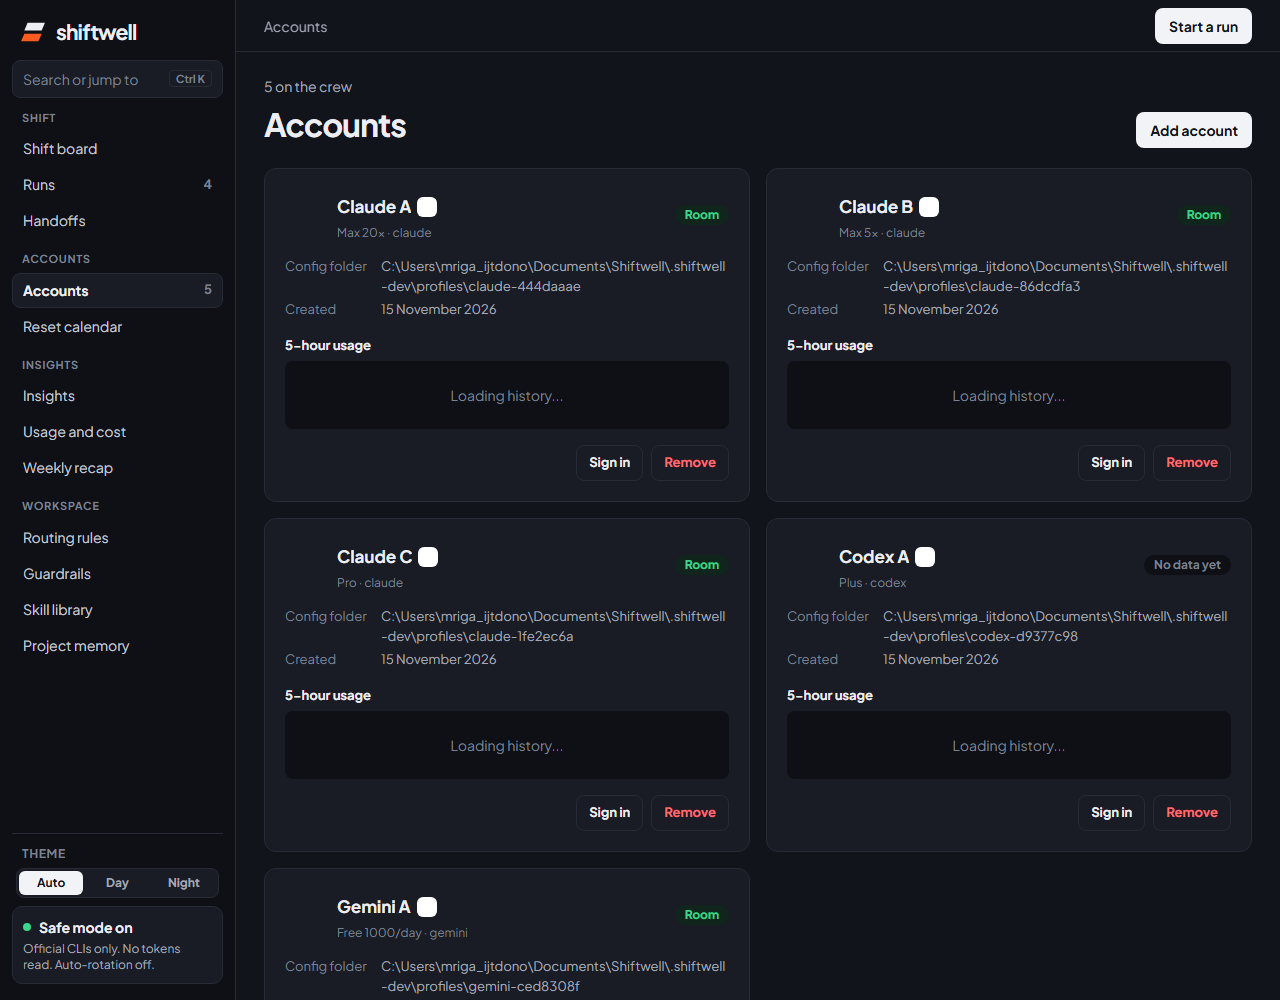 shiftwell
Search or jump to
Ctrl K
SHIFT
Shift board
Runs
4
Handoffs
ACCOUNTS
Accounts
5
Reset calendar
INSIGHTS
Insights
Usage and cost
Weekly recap
WORKSPACE
Routing rules
Guardrails
Skill library
Project memory
THEME
Auto
Day
Night
Safe mode on
Official CLIs only. No tokens
read. Auto-rotation off.
Accounts
Start a run
5 on the crew
Accounts
Add account
Claude A
Max 20× · claude
Room
Config folder
C:\Users\mriga_ijtdono\Documents\Shiftwell\.shiftwell
-dev\profiles\claude-444daaae
Created
15 November 2026
5-hour usage
Loading history...
Sign in
Remove
Claude B
Max 5× · claude
Room
Config folder
C:\Users\mriga_ijtdono\Documents\Shiftwell\.shiftwell
-dev\profiles\claude-86dcdfa3
Created
15 November 2026
5-hour usage
Loading history...
Sign in
Remove
Claude C
Pro · claude
Room
Config folder
C:\Users\mriga_ijtdono\Documents\Shiftwell\.shiftwell
-dev\profiles\claude-1fe2ec6a
Created
15 November 2026
5-hour usage
Loading history...
Sign in
Remove
Codex A
Plus · codex
No data yet
Config folder
C:\Users\mriga_ijtdono\Documents\Shiftwell\.shiftwell
-dev\profiles\codex-d9377c98
Created
15 November 2026
5-hour usage
Loading history...
Sign in
Remove
Gemini A
Free 1000/day · gemini
Room
Config folder
C:\Users\mriga_ijtdono\Documents\Shiftwell\.shiftwell
-dev\profiles\gemini-ced8308f